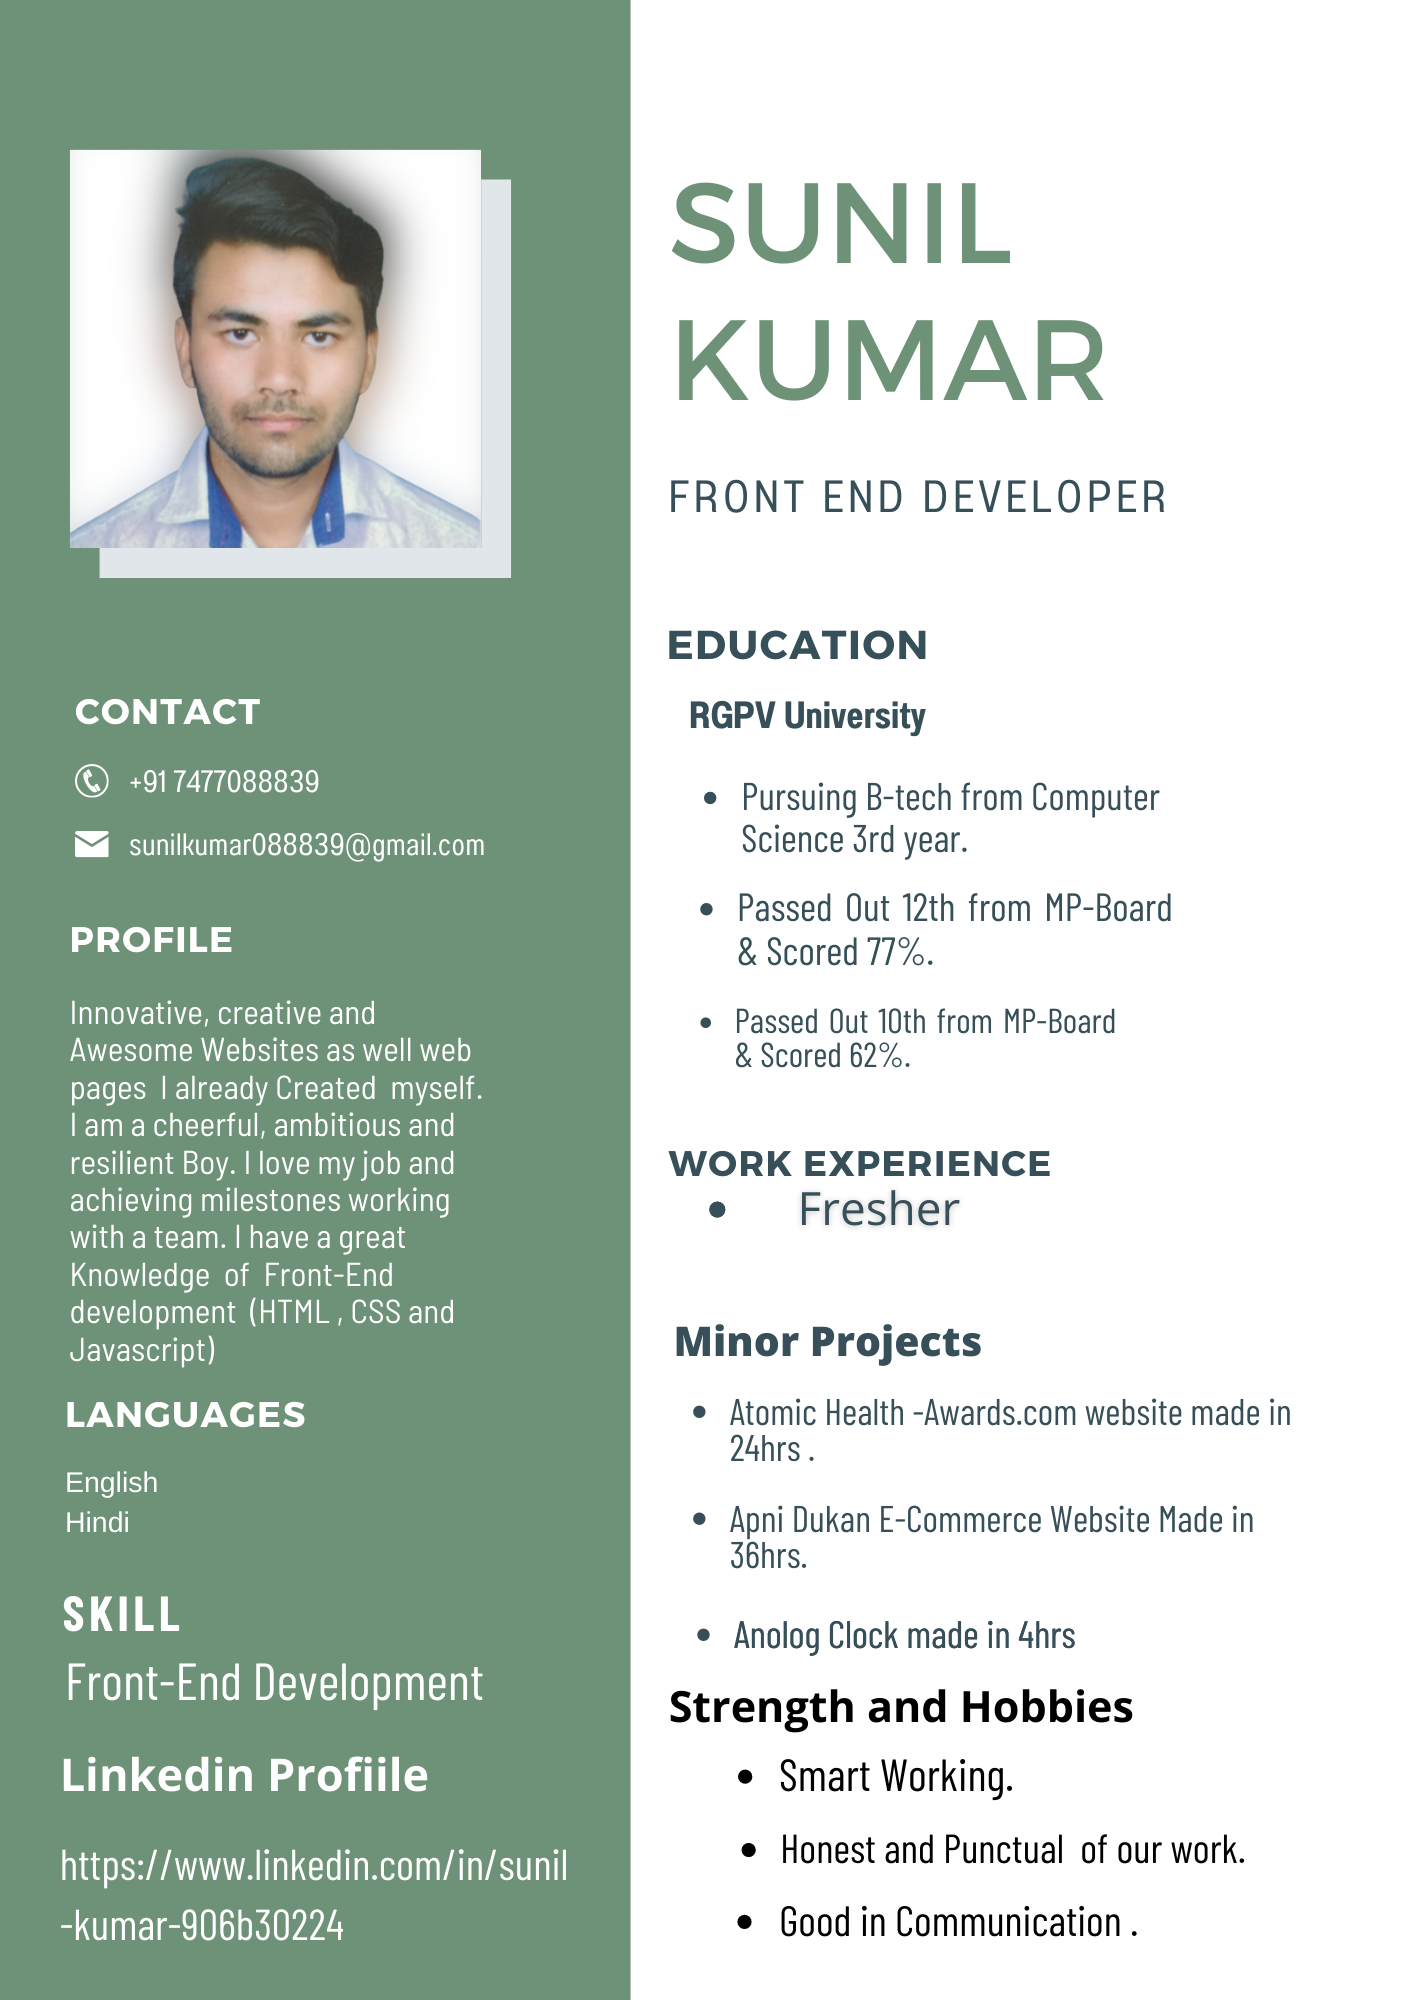 SUNIL
KUMAR
FRONT END DEVELOPER
CONTACT
+91 7477088839
sunilkumar088839@gmail.com
PROFILE
Innovative, creative and
Awesome Websites as well web
pages I already Created myself.
I am a cheerful, ambitious and
resilient Boy. I love my job and
achieving milestones working
with a team. I have a great
Knowledge of Front-End
development (HTML , CSS and
Javascript)
LANGUAGES
English
Hindi
SKILL
Front-End Development
Linkedin Profiile
https://www.linkedin.com/in/sunil
-kumar-906b30224
EDUCATION
RGPV University
• Pursuing B-tech from Computer
Science 3rd year.
• Passed Out 12th from MP-Board
& Scored 77%.
• Passed Out 10th from MP-Board
& Scored 62%.
WORK EXPERIENCE
• Fresher
Minor Projects
• Atomic Health -Awards.com website made in
24hrs .
• Apni Dukan E-Commerce Website Made in
36hrs.
• Anolog Clock made in 4hrs
Strength and Hobbies
• Smart Working.
• Honest and Punctual of our work.
• Good in Communication .